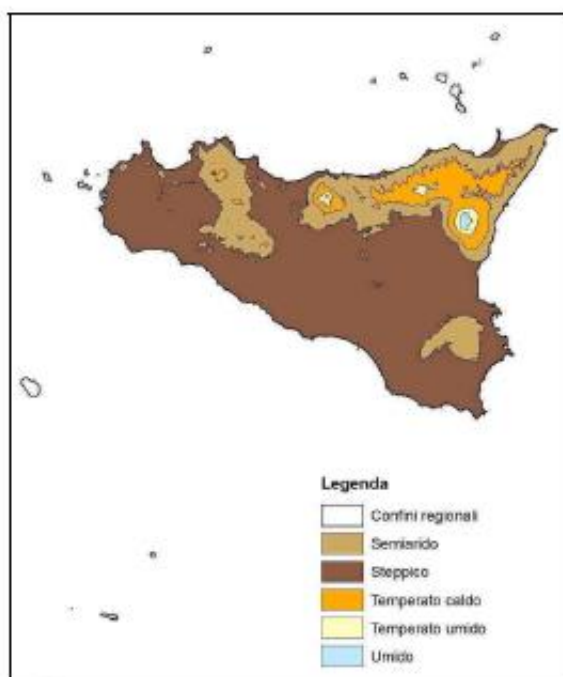 Legenda
Confini regionali
Semiarido
Steppico
Temperato caldo
Temperato umido
Umido